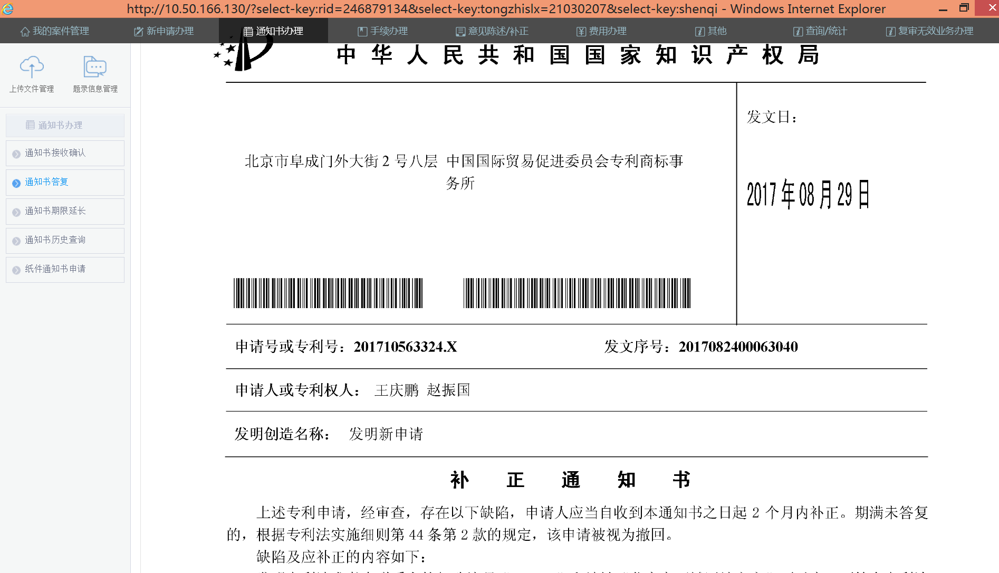 http://10.50.166.130/?select-key:rid=246879134&select-key:tongzhislx=21030207&select-key:shenqi - Windows Internet Explorer
我的案件管理 新申请办理 通知书办理 手续办理 意见陈述/补正 费用办理 其他 查询/统计 复审无效业务办理
上传文件管理 题录信息管理
通知书办理
通知书接收确认
通知书答复
通知书期限延长
通知书历史查询
纸件通知书申请
中华人民共和国国家知识产权局
发文日：
北京市阜成门外大街2号八层 中国国际贸易促进委员会专利商标事
务所
2017年08月29日
申请号或专利号：201710563324.X 发文序号：2017082400063040
申请人或专利权人： 王庆鹏 赵振国
发明创造名称： 发明新申请
补正通知书
上述专利申请，经审查，存在以下缺陷，申请人应当自收到本通知书之日起 2 个月内补正。期满未答复
的，根据专利法实施细则第 44 条第 2 款的规定，该申请被视为撤回。
缺陷及应补正的内容如下：